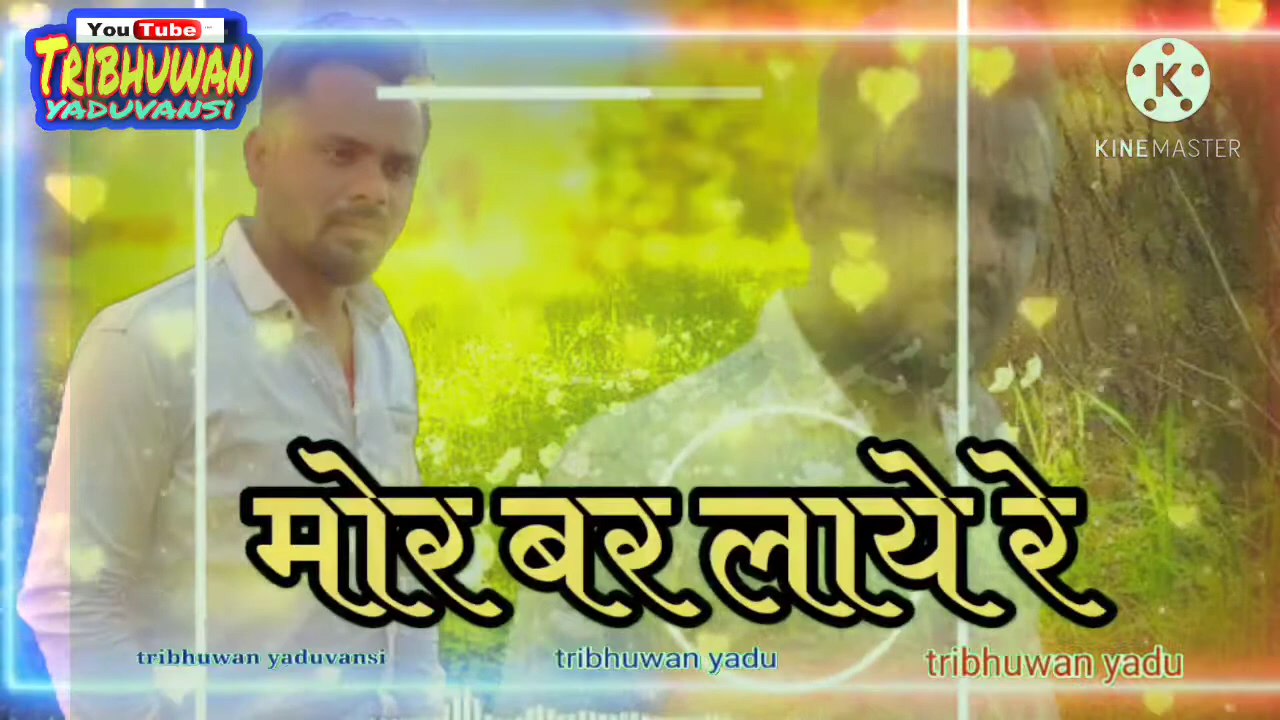 YouTube
TRIBHUWAN
YADUVANSI
K
KINEMASTER
मोर बर लाये रे
tribhuwan yaduvansi
tribhuwan yadu
tribhuwan yadu